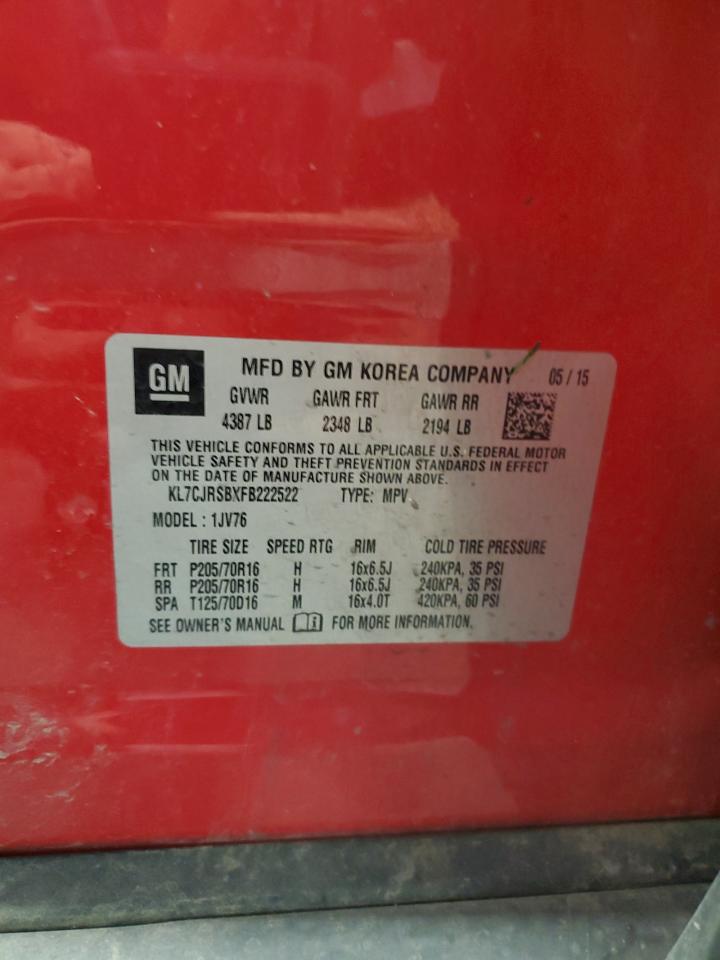 GM MFD BY GM KOREA COMPANY 05 / 15
GVWR GAWR FRT GAWR RR
4387 LB 2348 LB 2194 LB
THIS VEHICLE CONFORMS TO ALL APPLICABLE U.S. FEDERAL MOTOR
VEHICLE SAFETY AND THEFT PREVENTION STANDARDS IN EFFECT
ON THE DATE OF MANUFACTURE SHOWN ABOVE.
KL7CJRSBXFB222522 TYPE: MPV
MODEL : 1JV76
TIRE SIZE SPEED RTG RIM COLD TIRE PRESSURE
FRT P205/70R16 H 16x6.5J 240KPA, 35 PSI
RR P205/70R16 H 16x6.5J 240KPA, 35 PSI
SPA T125/70D16 M 16x4.0T 420KPA, 60 PSI
SEE OWNER'S MANUAL i FOR MORE INFORMATION.